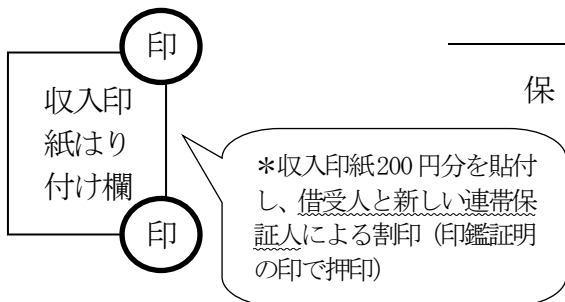 印
収入印
紙はり
付け欄
印
保
＊収入印紙200円分を貼付
し、借受人と新しい連帯保
証人による割印（印鑑証明
の印で押印）